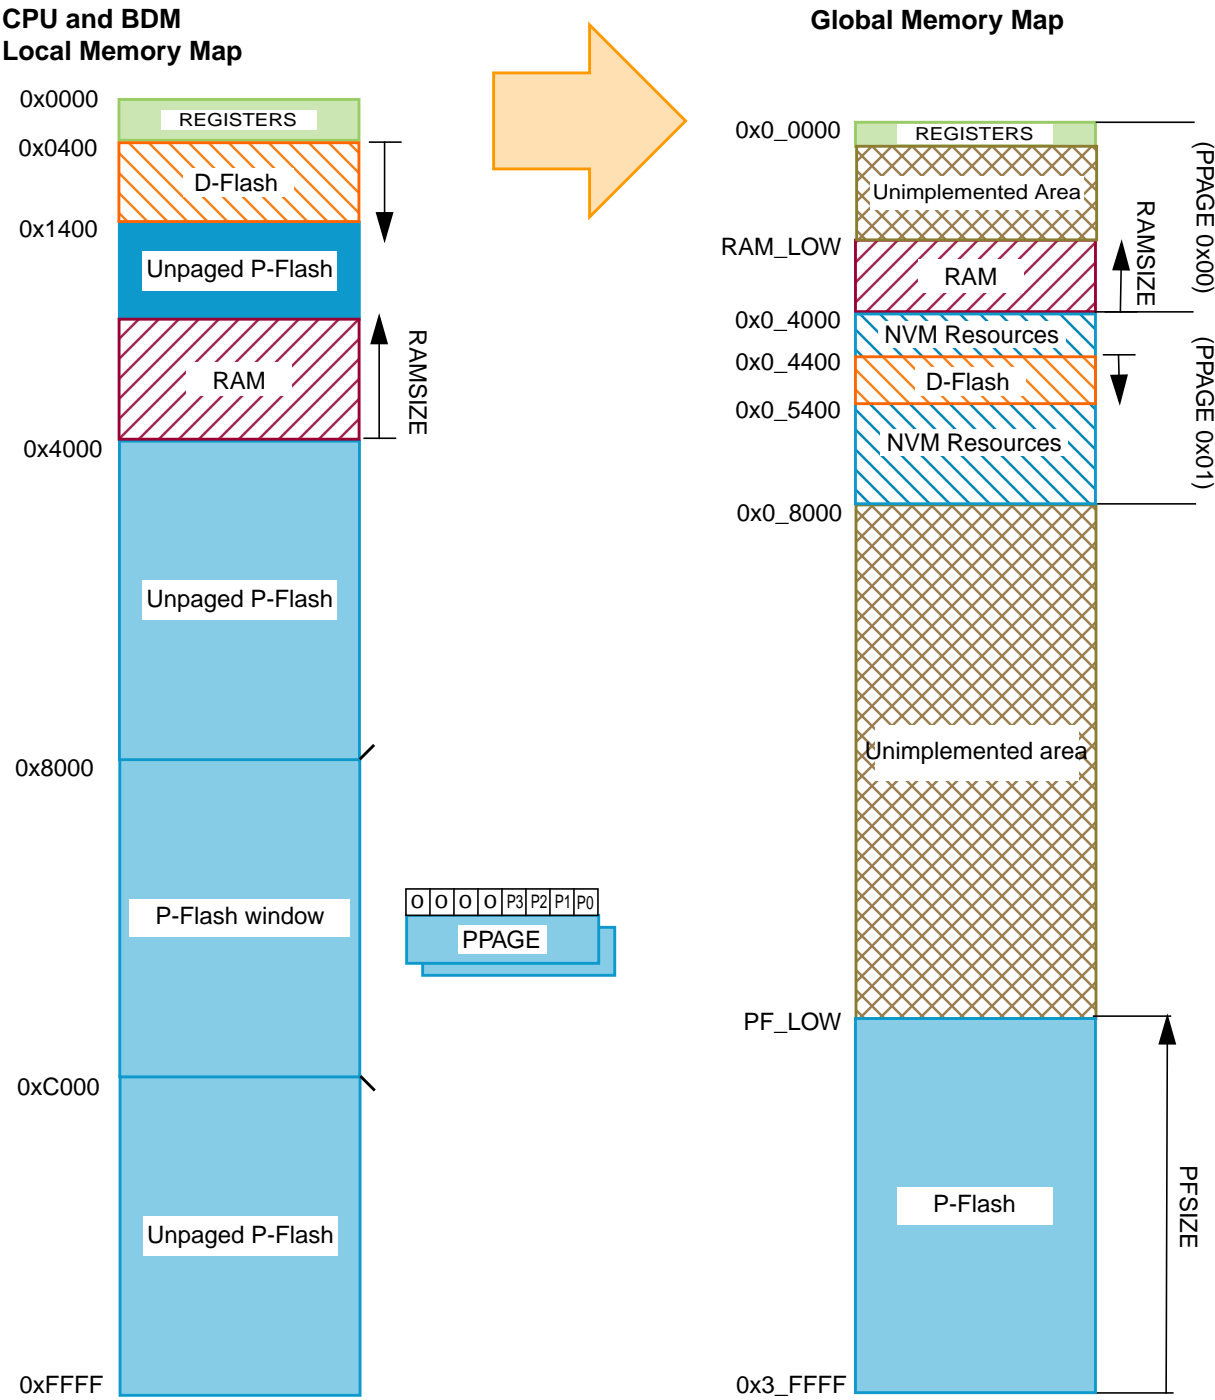 CPU and BDM
Local Memory Map
0x0000
REGISTERS
0x0400
D-Flash
0x1400
Unpaged P-Flash
RAM
RAMSIZE
0x4000
Unpaged P-Flash
0x8000
P-Flash window
0 0 0 0 P3 P2 P1 P0
PPAGE
0xC000
Unpaged P-Flash
0xFFFF
Global Memory Map
0x0_0000
REGISTERS
Unimplemented Area
(PPAGE 0x00)
RAM_LOW
RAM
RAMSIZE
0x0_4000
NVM Resources
0x0_4400
D-Flash
(PPAGE 0x01)
0x0_5400
NVM Resources
0x0_8000
Unimplemented area
PF_LOW
P-Flash
PFSIZE
0x3_FFFF